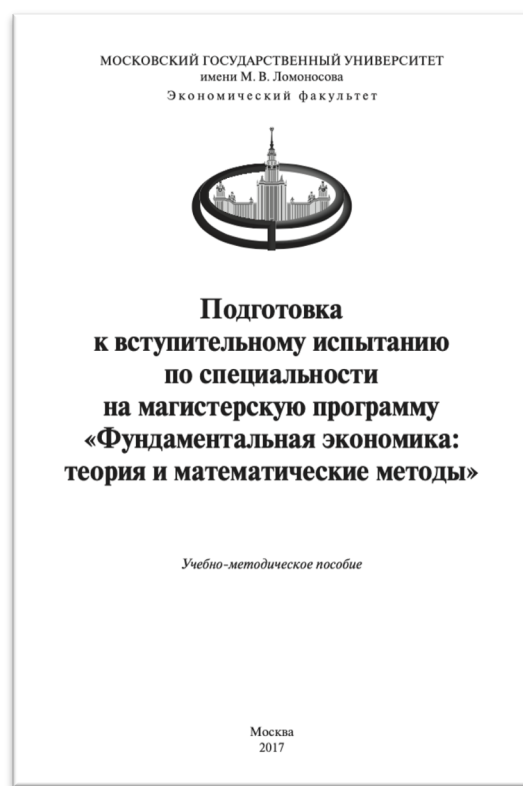 МОСКОВСКИЙ ГОСУДАРСТВЕННЫЙ УНИВЕРСИТЕТ
имени М. В. Ломоносова
Экономический факультет
Подготовка
к вступительному испытанию
по специальности
на магистерскую программу
«Фундаментальная экономика:
теория и математические методы»
Учебно-методическое пособие
Москва
2017